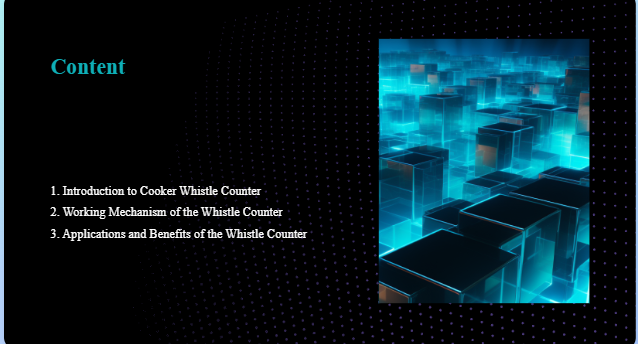 Content
1. Introduction to Cooker Whistle Counter
2. Working Mechanism of the Whistle Counter
3. Applications and Benefits of the Whistle Counter